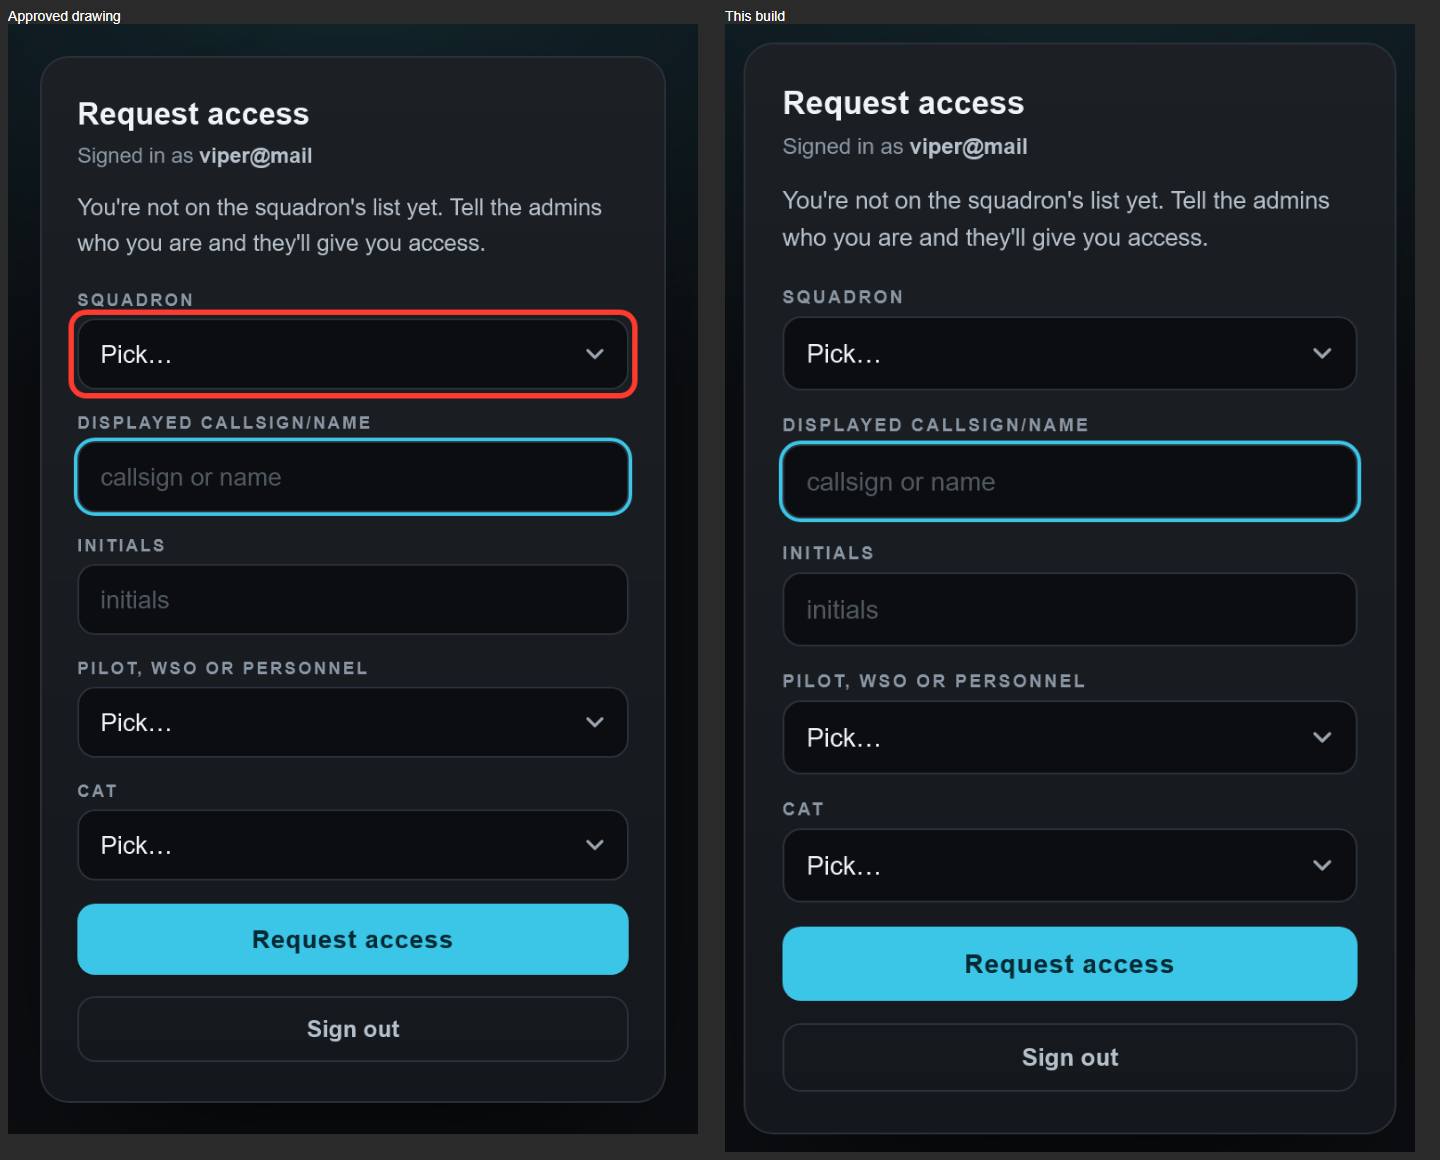 Approved drawing
Request access
Signed in as viper@mail
You're not on the squadron's list yet. Tell the admins
who you are and they'll give you access.
SQUADRON
Pick…
DISPLAYED CALLSIGN/NAME
callsign or name
INITIALS
initials
PILOT, WSO OR PERSONNEL
Pick…
CAT
Pick…
Request access
Sign out
This build
Request access
Signed in as viper@mail
You're not on the squadron's list yet. Tell the admins
who you are and they'll give you access.
SQUADRON
Pick…
DISPLAYED CALLSIGN/NAME
callsign or name
INITIALS
initials
PILOT, WSO OR PERSONNEL
Pick…
CAT
Pick…
Request access
Sign out